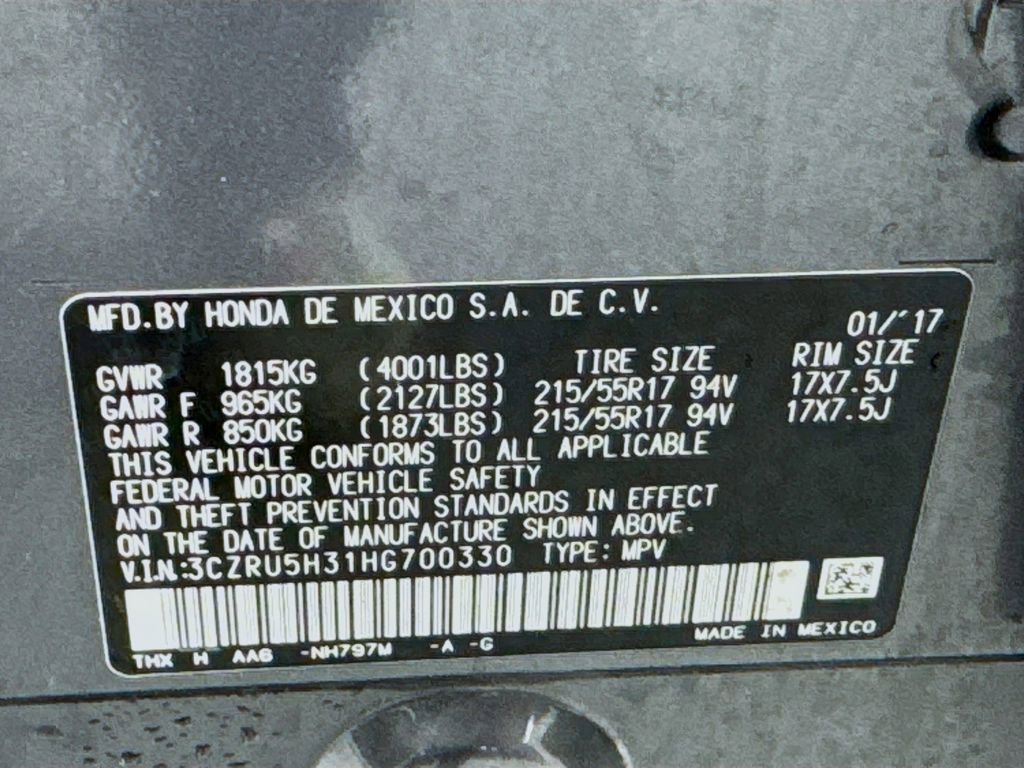 MFD.BY HONDA DE MEXICO S.A. DE C.V.
01/'17
GVWR 1815KG (4001LBS) TIRE SIZE RIM SIZE
GAWR F 965KG (2127LBS) 215/55R17 94V 17X7.5J
GAWR R 850KG (1873LBS) 215/55R17 94V 17X7.5J
THIS VEHICLE CONFORMS TO ALL APPLICABLE
FEDERAL MOTOR VEHICLE SAFETY
AND THEFT PREVENTION STANDARDS IN EFFECT
ON THE DATE OF MANUFACTURE SHOWN ABOVE.
V.I.N.:3CZRU5H31HG700330 TYPE: MPV
THX H AA6 -NH797M -A -G MADE IN MEXICO